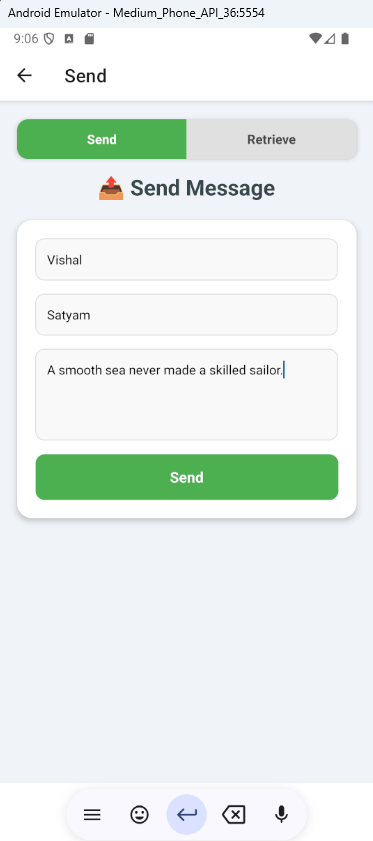 Android Emulator - Medium_Phone_API_36:5554
9:06
Send
Send
Retrieve
Send Message
Vishal
Satyam
A smooth sea never made a skilled sailor.
Send